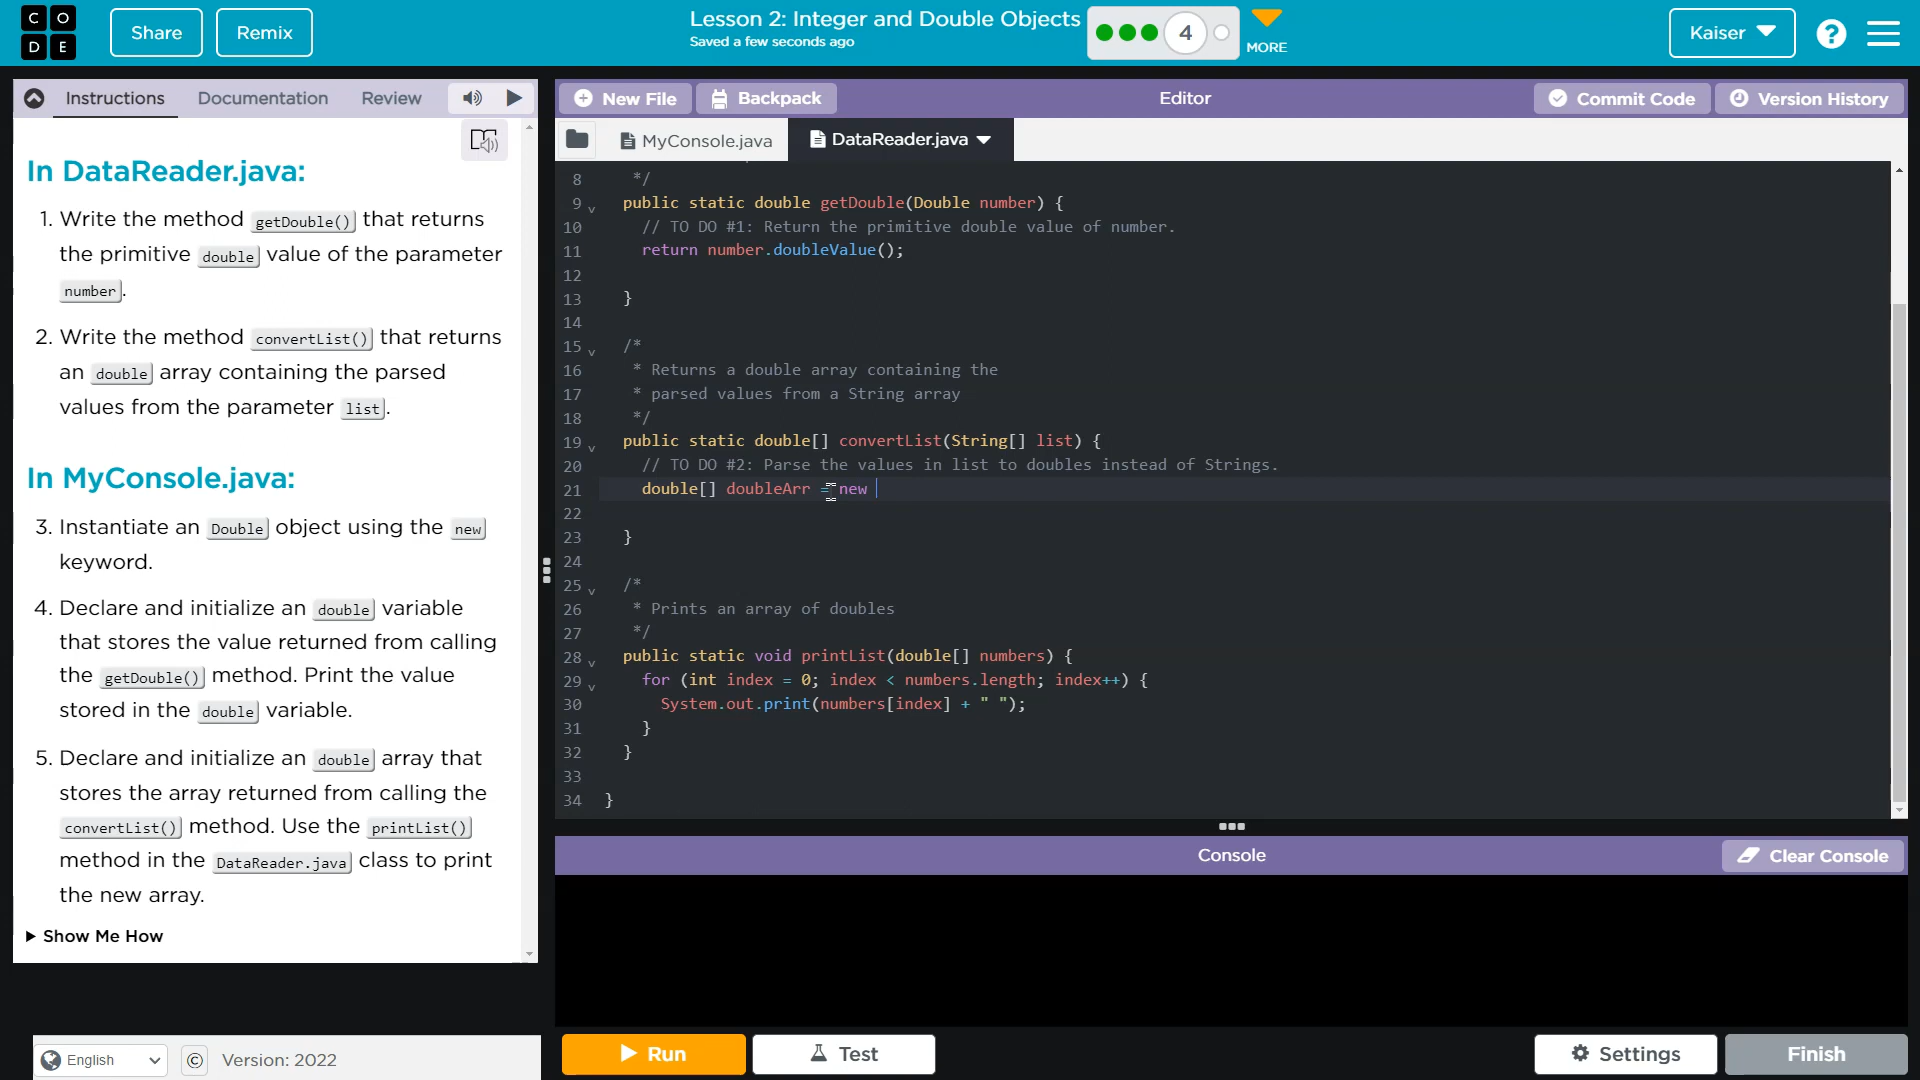 C O
D E
Share
Remix
Lesson 2: Integer and Double Objects
Saved a few seconds ago
4
MORE
Kaiser
?
Instructions
Documentation
Review
New File
Backpack
Editor
Commit Code
Version History
MyConsole.java
DataReader.java
In DataReader.java:
1. Write the method getDouble() that returns
the primitive double value of the parameter
number.
2. Write the method convertList() that returns
an double array containing the parsed
values from the parameter list.
In MyConsole.java:
3. Instantiate an Double object using the new
keyword.
4. Declare and initialize an double variable
that stores the value returned from calling
the getDouble() method. Print the value
stored in the double variable.
5. Declare and initialize an double array that
stores the array returned from calling the
convertList() method. Use the printList()
method in the DataReader.java class to print
the new array.
Show Me How
8 */
9 public static double getDouble(Double number) {
10 // TO DO #1: Return the primitive double value of number.
11 return number.doubleValue();
12
13 }
14
15 /*
16 * Returns a double array containing the
17 * parsed values from a String array
18 */
19 public static double[] convertList(String[] list) {
20 // TO DO #2: Parse the values in list to doubles instead of Strings.
21 double[] doubleArr = new
22
23 }
24
25 /*
26 * Prints an array of doubles
27 */
28 public static void printList(double[] numbers) {
29 for (int index = 0; index < numbers.length; index++) {
30 System.out.print(numbers[index] + " ");
31 }
32 }
33
34 }
Console
Clear Console
English
©
Version: 2022
Run
Test
Settings
Finish